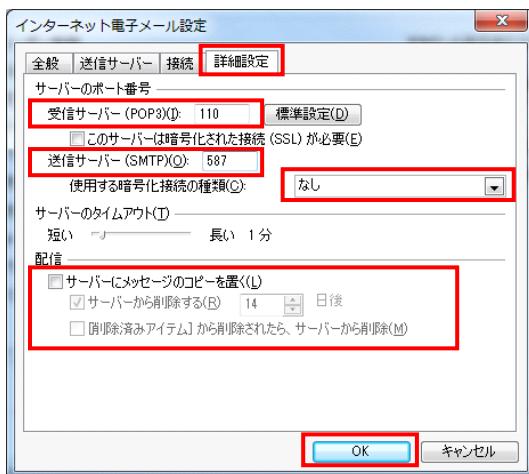 インターネット電子メール設定
全般 送信サーバー 接続 詳細設定
サーバーのポート番号
受信サーバー (POP3)(I): 110 標準設定(D)
このサーバーは暗号化された接続 (SSL) が必要(E)
送信サーバー (SMTP)(O): 587
使用する暗号化接続の種類(C): なし
サーバーのタイムアウト(T)
短い 長い 1 分
配信
サーバーにメッセージのコピーを置く(L)
サーバーから削除する(R) 14 日後
[削除済みアイテム] から削除されたら、サーバーから削除(M)
OK キャンセル